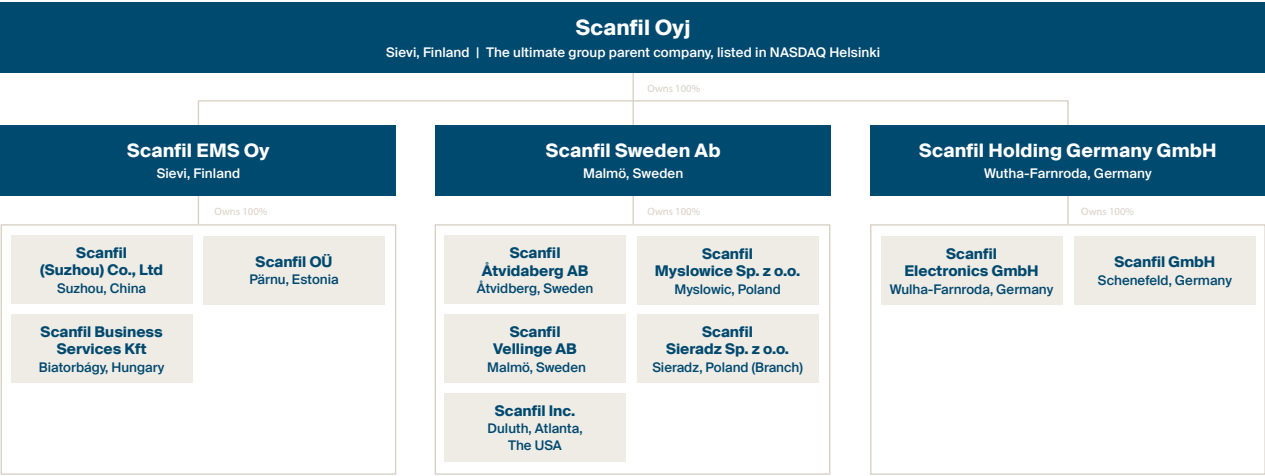 Scanfil Oyj
Sievi, Finland | The ultimate group parent company, listed in NASDAQ Helsinki
Owns 100%
Scanfil EMS Oy
Sievi, Finland
Scanfil Sweden Ab
Malmö, Sweden
Scanfil Holding Germany GmbH
Wutha-Farnroda, Germany
Owns 100%
Owns 100%
Owns 100%
Scanfil
(Suzhou) Co., Ltd
Suzhou, China
Scanfil OÜ
Pärnu, Estonia
Scanfil Business
Services Kft
Biatorbágy, Hungary
Scanfil
Åtvidaberg AB
Åtvidberg, Sweden
Scanfil
Myslowice Sp. z o.o.
Myslowic, Poland
Scanfil
Vellinge AB
Malmö, Sweden
Scanfil
Sieradz Sp. z o.o.
Sieradz, Poland (Branch)
Scanfil Inc.
Duluth, Atlanta,
The USA
Scanfil
Electronics GmbH
Wulha-Farnroda, Germany
Scanfil GmbH
Schenefeld, Germany